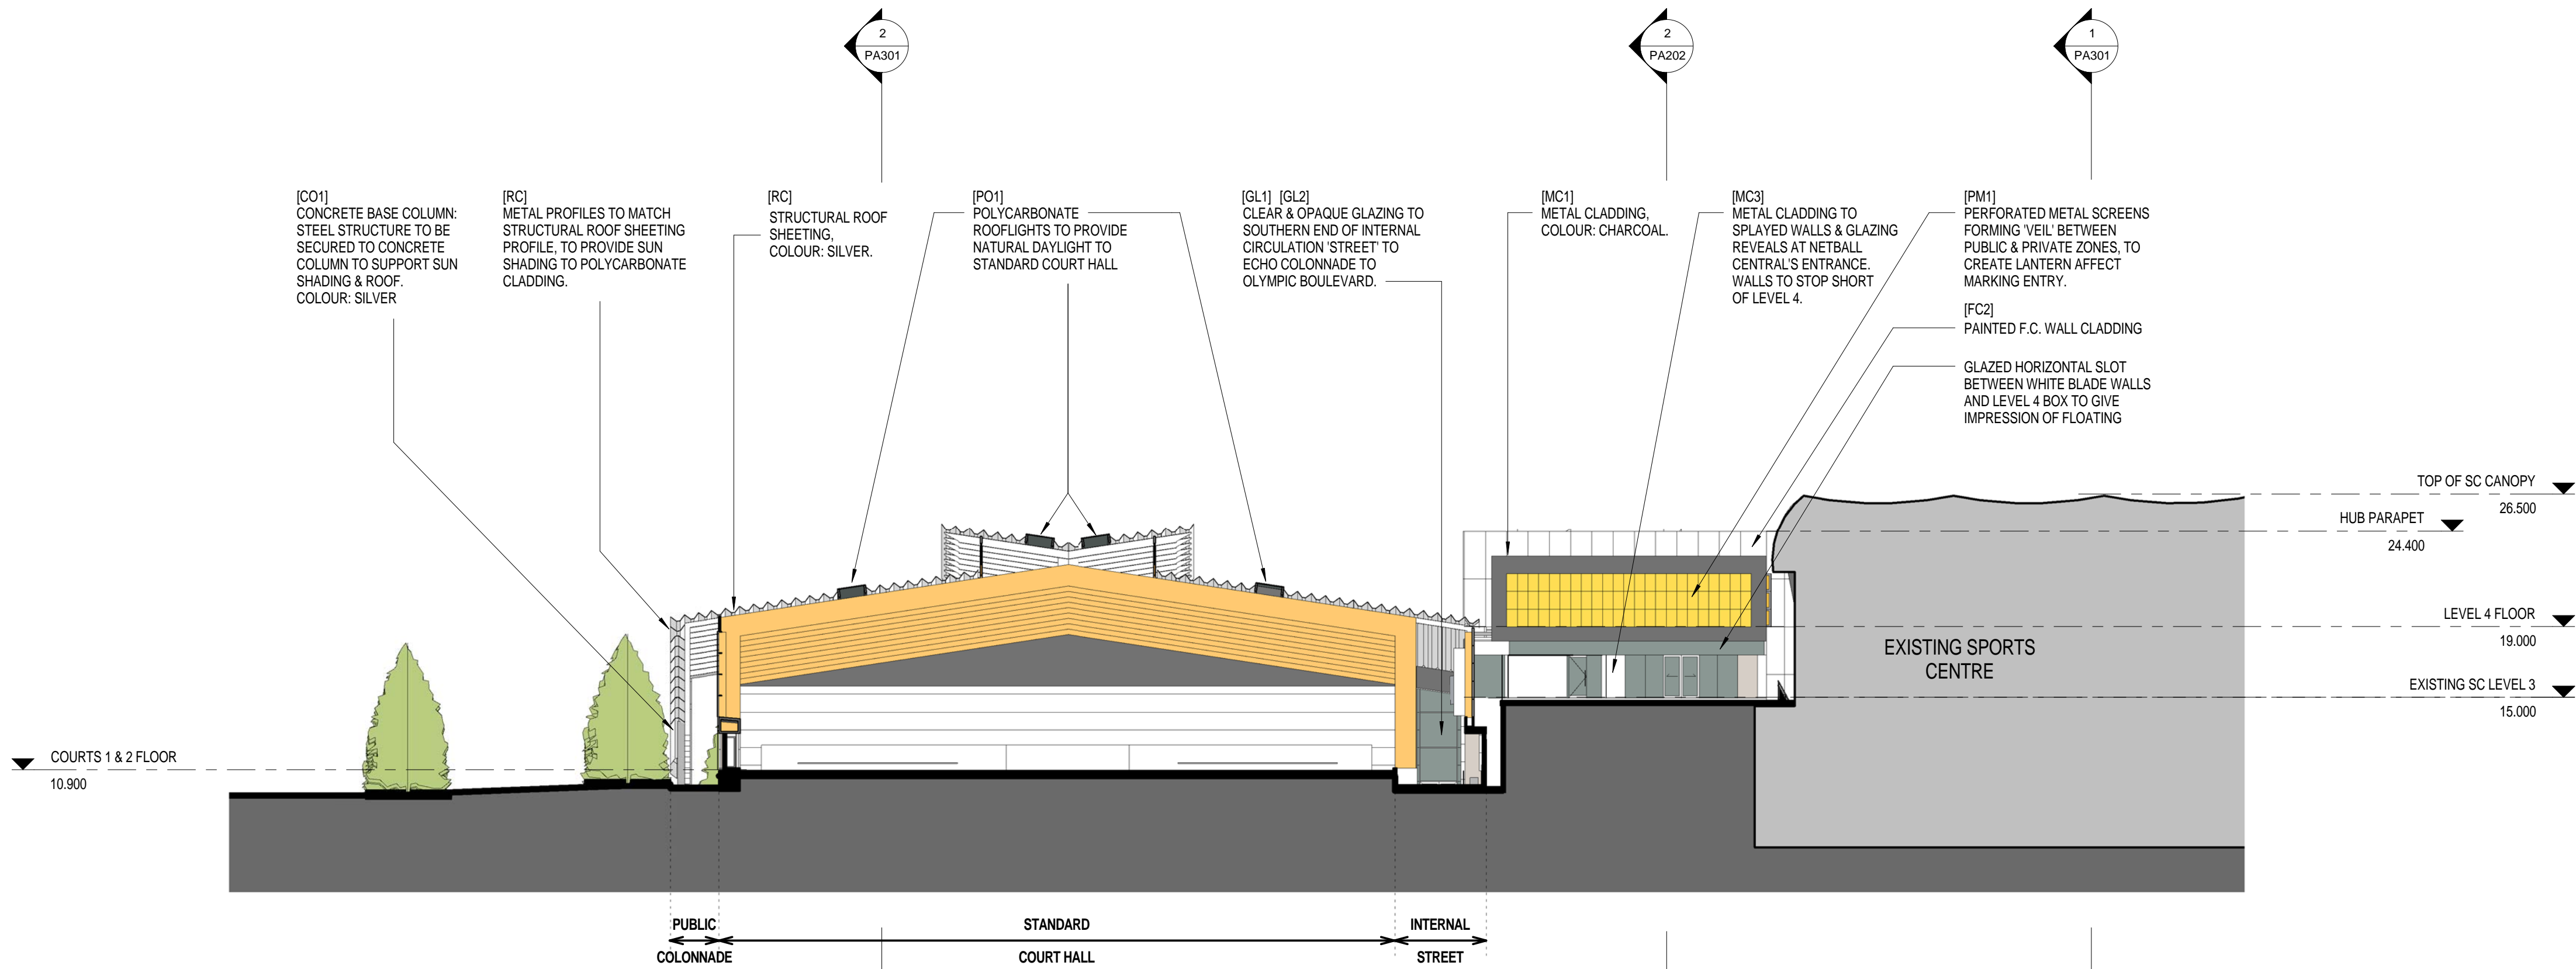 2
PA301
2
PA202
1
PA301
[CO1]
CONCRETE BASE COLUMN:
STEEL STRUCTURE TO BE
SECURED TO CONCRETE
COLUMN TO SUPPORT SUN
SHADING & ROOF.
COLOUR: SILVER
[RC]
METAL PROFILES TO MATCH
STRUCTURAL ROOF SHEETING
PROFILE, TO PROVIDE SUN
SHADING TO POLYCARBONATE
CLADDING.
[RC]
STRUCTURAL ROOF
SHEETING,
COLOUR: SILVER.
[PO1]
POLYCARBONATE
ROOFLIGHTS TO PROVIDE
NATURAL DAYLIGHT TO
STANDARD COURT HALL
[GL1] [GL2]
CLEAR & OPAQUE GLAZING TO
SOUTHERN END OF INTERNAL
CIRCULATION 'STREET' TO
ECHO COLONNADE TO
OLYMPIC BOULEVARD.
[MC1]
METAL CLADDING,
COLOUR: CHARCOAL.
[MC3]
METAL CLADDING TO
SPLAYED WALLS & GLAZING
REVEALS AT NETBALL
CENTRAL'S ENTRANCE.
WALLS TO STOP SHORT
OF LEVEL 4.
[PM1]
PERFORATED METAL SCREENS
FORMING 'VEIL' BETWEEN
PUBLIC & PRIVATE ZONES, TO
CREATE LANTERN AFFECT
MARKING ENTRY.
[FC2]
PAINTED F.C. WALL CLADDING
GLAZED HORIZONTAL SLOT
BETWEEN WHITE BLADE WALLS
AND LEVEL 4 BOX TO GIVE
IMPRESSION OF FLOATING
TOP OF SC CANOPY
26.500
HUB PARAPET
24.400
LEVEL 4 FLOOR
19.000
EXISTING SPORTS
CENTRE
EXISTING SC LEVEL 3
15.000
COURTS 1 & 2 FLOOR
10.900
PUBLIC
COLONNADE
STANDARD
COURT HALL
INTERNAL
STREET